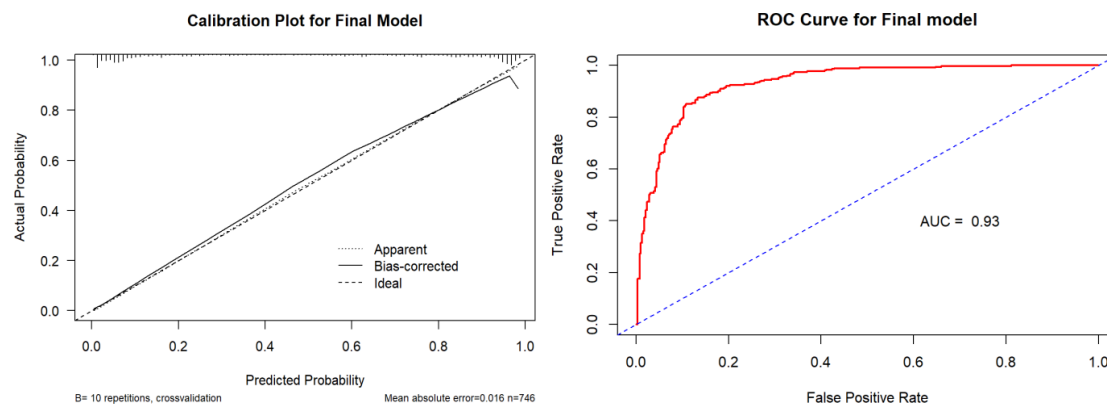 Calibration Plot for Final Model
Actual Probability
1.0
0.8
0.6
0.4
0.2
0.0
Apparent
Bias-corrected
Ideal
0.0 0.2 0.4 0.6 0.8 1.0
Predicted Probability
B= 10 repetitions, crossvalidation
Mean absolute error=0.016 n=746
ROC Curve for Final model
True Positive Rate
1.0
0.8
0.6
0.4
0.2
0.0
AUC = 0.93
0.0 0.2 0.4 0.6 0.8 1.0
False Positive Rate